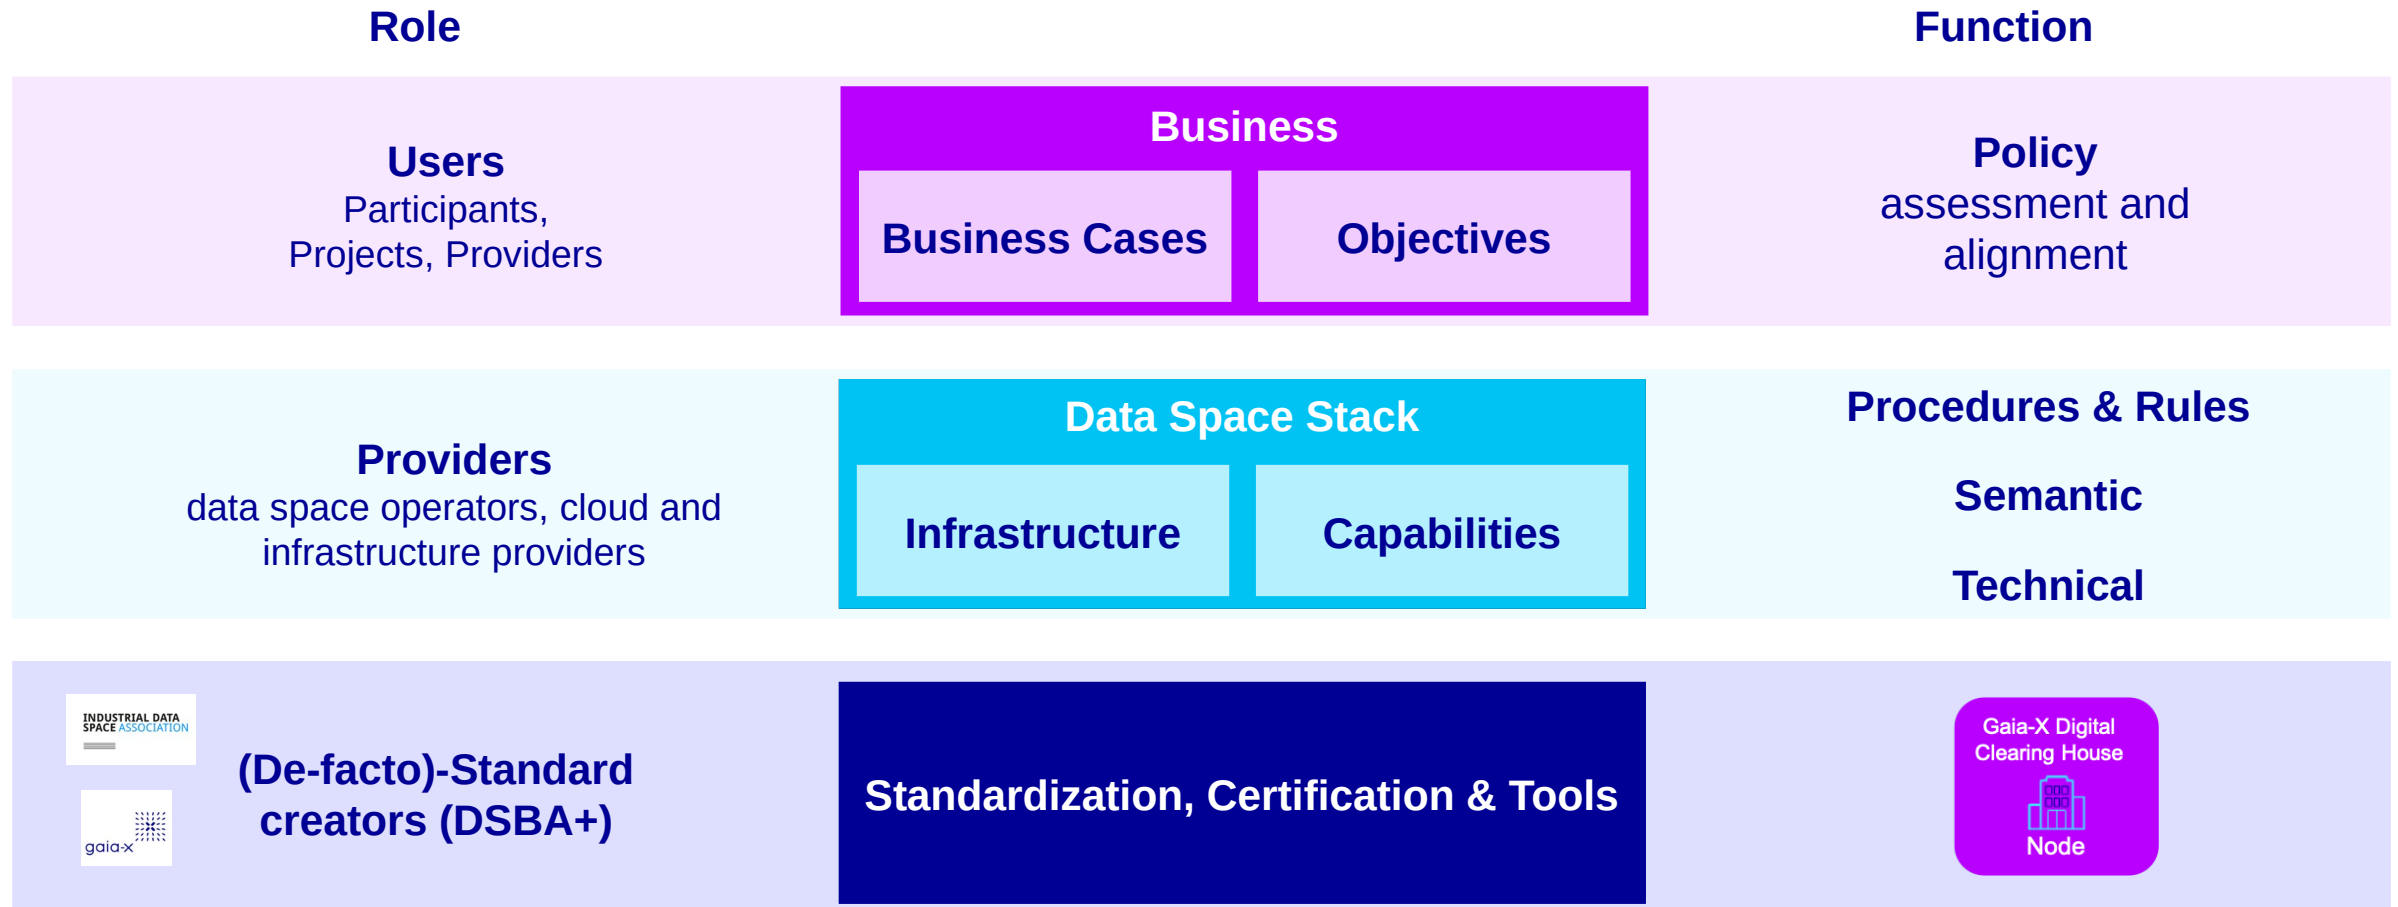 Role
Function
Users
Participants,
Projects, Providers
Business
Business Cases
Objectives
Policy
assessment and
alignment
Providers
data space operators, cloud and
infrastructure providers
Data Space Stack
Infrastructure
Capabilities
Procedures & Rules
Semantic
Technical
INDUSTRIAL DATA
SPACE ASSOCIATION
gaia-x
(De-facto)-Standard
creators (DSBA+)
Standardization, Certification & Tools
Gaia-X Digital
Clearing House
Node